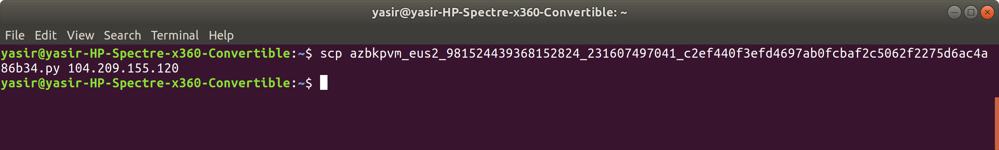 yasir@yasir-HP-Spectre-x360-Convertible: ~
File Edit View Search Terminal Help
yasir@yasir-HP-Spectre-x360-Convertible:~$ scp azbkpvm_eus2_981524439368152824_231607497041_c2ef440f3efd4697ab0fcbaf2c5062f2275d6ac4a
86b34.py 104.209.155.120
yasir@yasir-HP-Spectre-x360-Convertible:~$